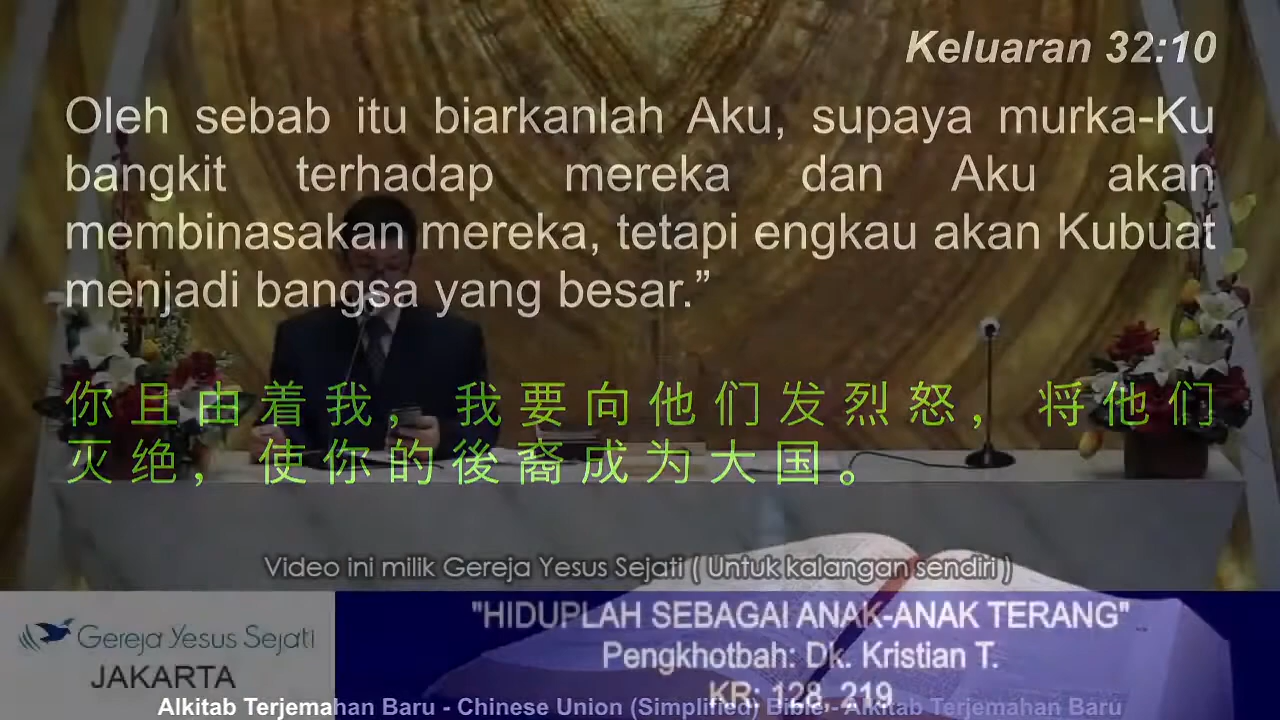 Keluaran 32:10
Oleh sebab itu biarkanlah Aku, supaya murka-Ku
bangkit terhadap mereka dan Aku akan
membinasakan mereka, tetapi engkau akan Kubuat
menjadi bangsa yang besar.”
你且由着我，我要向他们发烈怒，将他们
灭绝，使你的後裔成为大国。
Video ini milik Gereja Yesus Sejati ( Untuk kalangan sendiri )
"HIDUPLAH SEBAGAI ANAK-ANAK TERANG"
Gereja Yesus Sejati
JAKARTA
Pengkhotbah: Dk. Kristian T.
KR: 128, 219
Alkitab Terjemahan Baru - Chinese Union (Simplified) Bible - Alkitab Terjemahan Baru